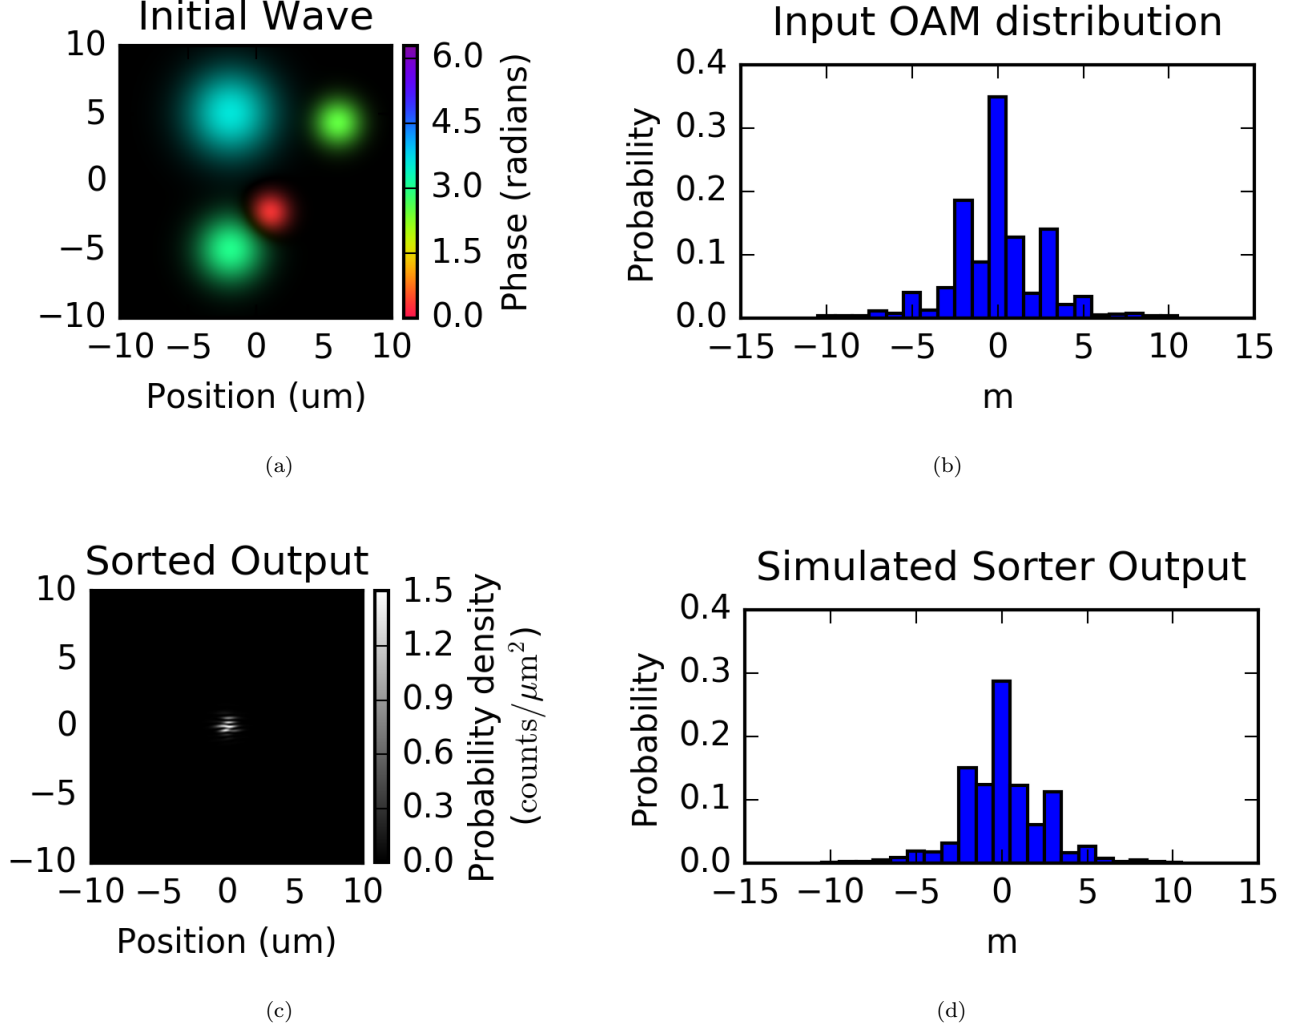 Initial Wave
10
5
0
−5
−10
−10 −5 0 5 10
Position (um)
6.0
4.5
3.0
1.5
0.0
Phase (radians)
(a)
Input OAM distribution
0.4
0.3
0.2
0.1
0.0
Probability
−15 −10 −5 0 5 10 15
m
(b)
Sorted Output
10
5
0
−5
−10
−10 −5 0 5 10
Position (um)
1.5
1.2
0.9
0.6
0.3
0.0
Probability density
(counts/μm²)
(c)
Simulated Sorter Output
0.4
0.3
0.2
0.1
0.0
Probability
−15 −10 −5 0 5 10 15
m
(d)